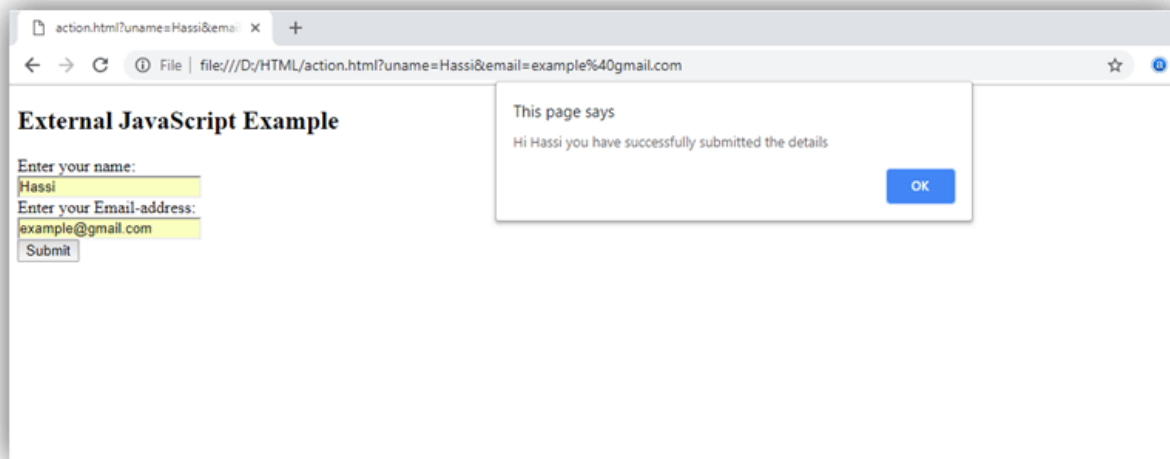 action.html?uname=Hassi&emai
File | file:///D:/HTML/action.html?uname=Hassi&email=example%40gmail.com
External JavaScript Example
Enter your name:
Hassi
Enter your Email-address:
example@gmail.com
Submit
This page says
Hi Hassi you have successfully submitted the details
OK